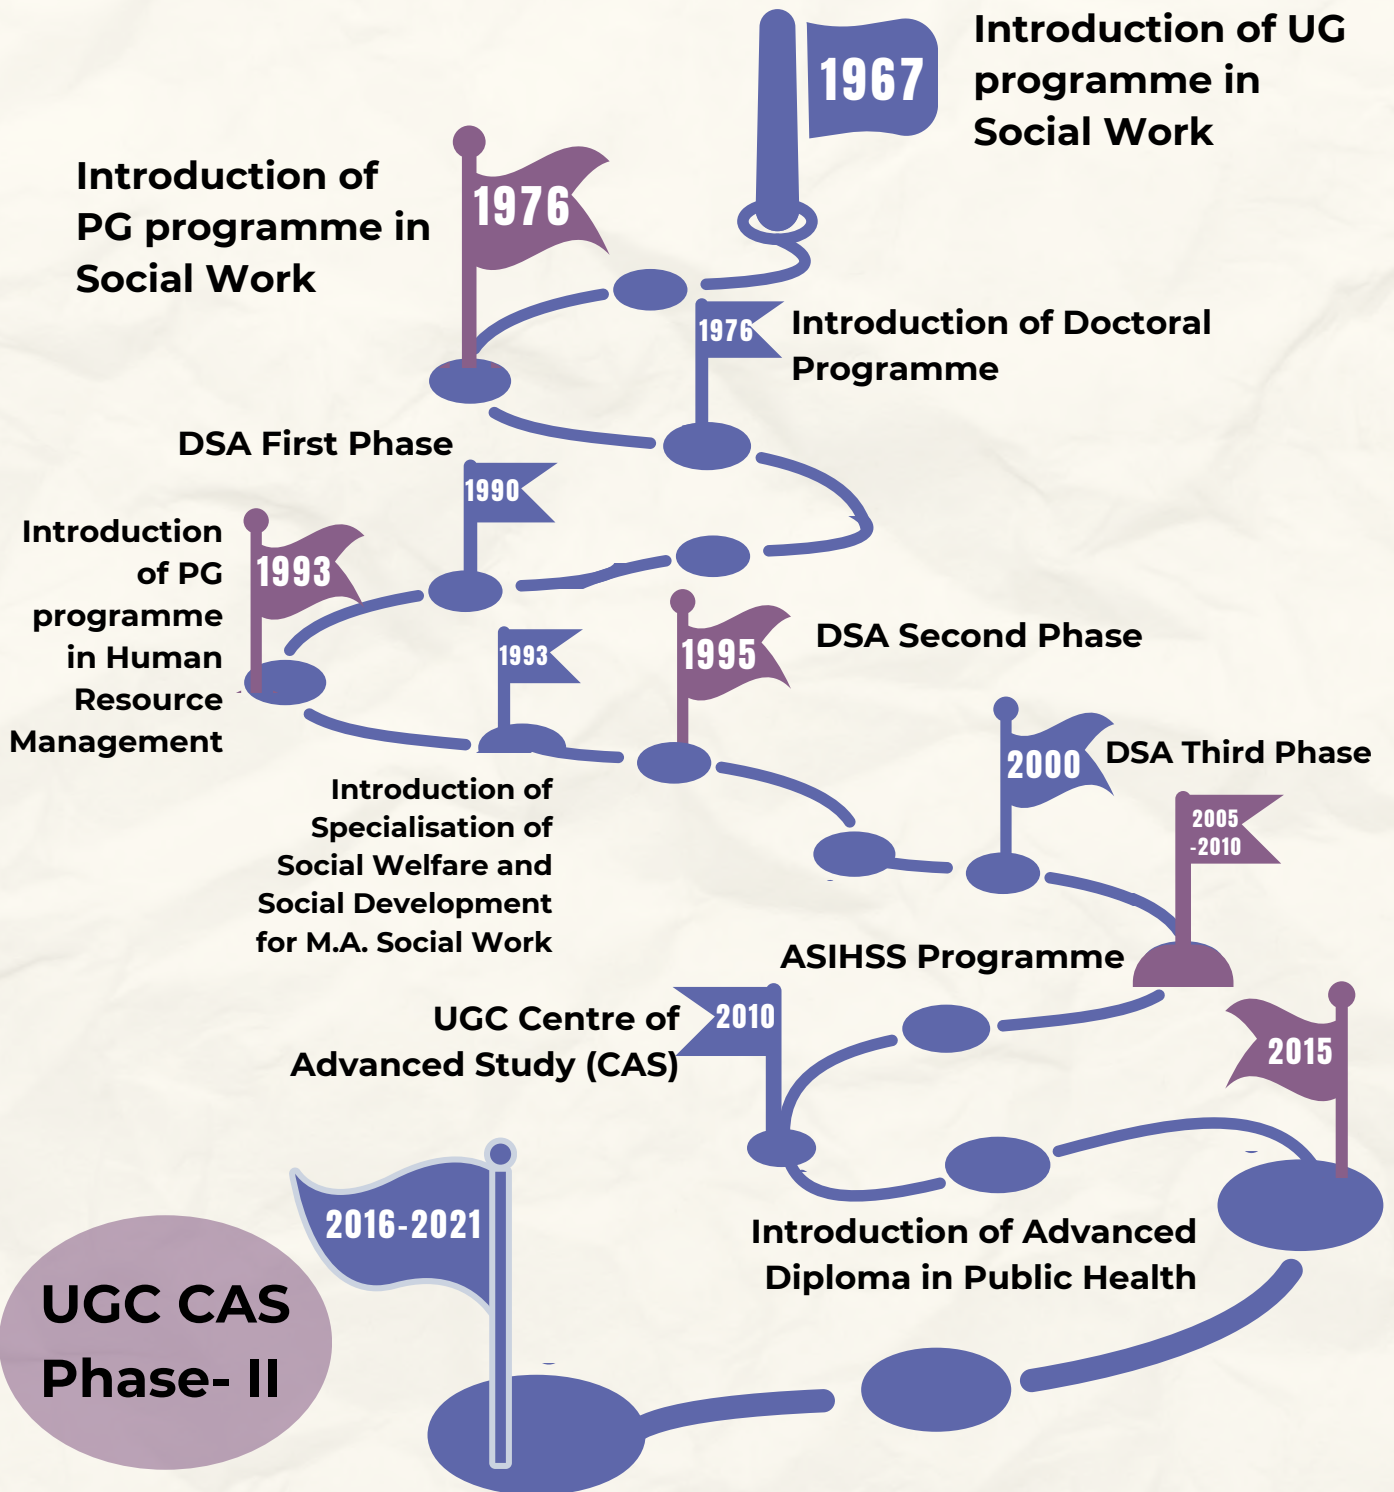 1967
Introduction of UG
programme in
Social Work
1976
Introduction of
PG programme in
Social Work
1976
Introduction of Doctoral
Programme
DSA First Phase
1990
Introduction
of PG
programme
in Human
Resource
Management
1993
1993
Introduction of
Specialisation of
Social Welfare and
Social Development
for M.A. Social Work
1995
DSA Second Phase
2000
DSA Third Phase
2005
-2010
ASIHSS Programme
UGC Centre of
Advanced Study (CAS)
2010
2015
Introduction of Advanced
Diploma in Public Health
2016-2021
UGC CAS
Phase- II